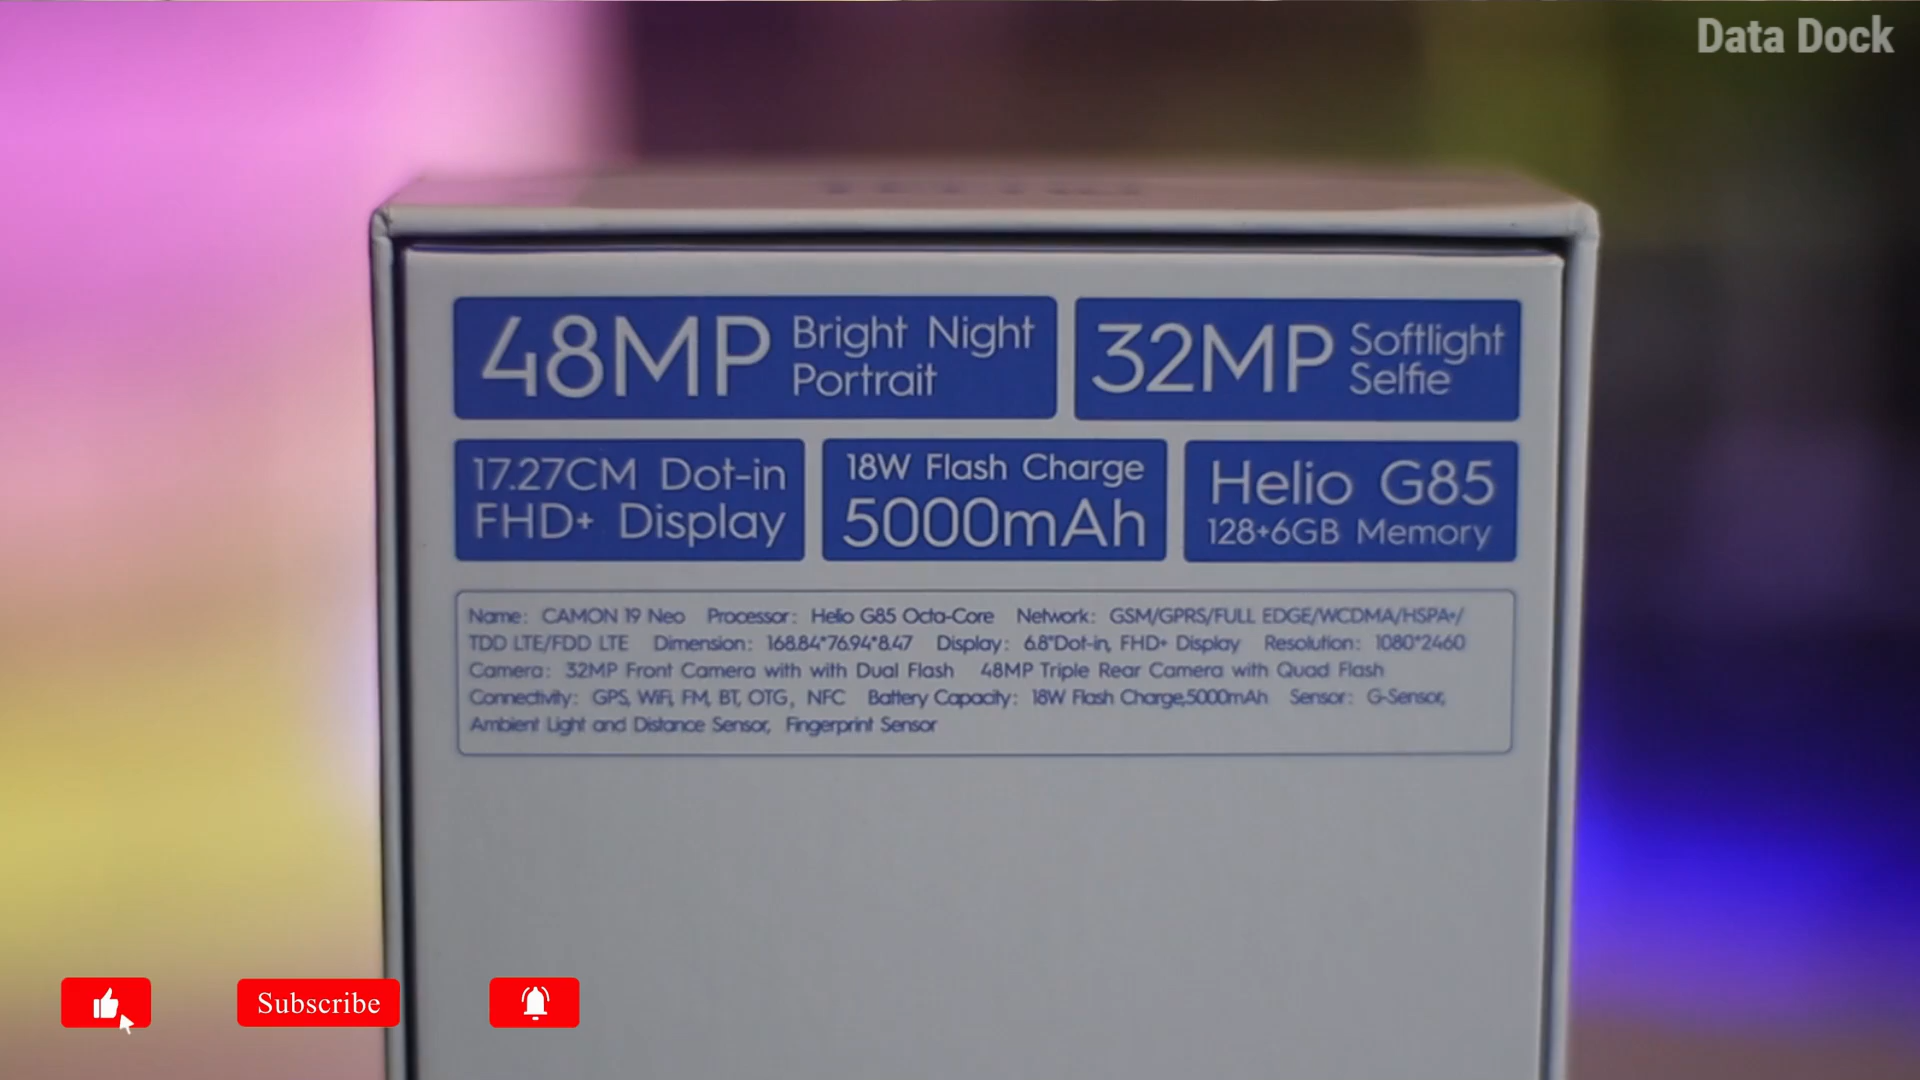 Data Dock
48MP Bright Night Portrait
32MP Softlight Selfie
17.27CM Dot-in
FHD+ Display
18W Flash Charge
5000mAh
Helio G85
128+6GB Memory
Name: CAMON 19 Neo Processor: Helio G85 Octa-Core Network: GSM/GPRS/FULL EDGE/WCDMA/HSPA+/
TDD LTE/FDD LTE Dimension: 168.84*76.94*8.47 Display: 6.8"Dot-in, FHD+ Display Resolution: 1080*2460
Camera: 32MP Front Camera with with Dual Flash 48MP Triple Rear Camera with Quad Flash
Connectivity: GPS, WiFi, FM, BT, OTG, NFC Battery Capacity: 18W Flash Charge,5000mAh Sensor: G-Sensor,
Ambient Light and Distance Sensor, Fingerprint Sensor
Subscribe